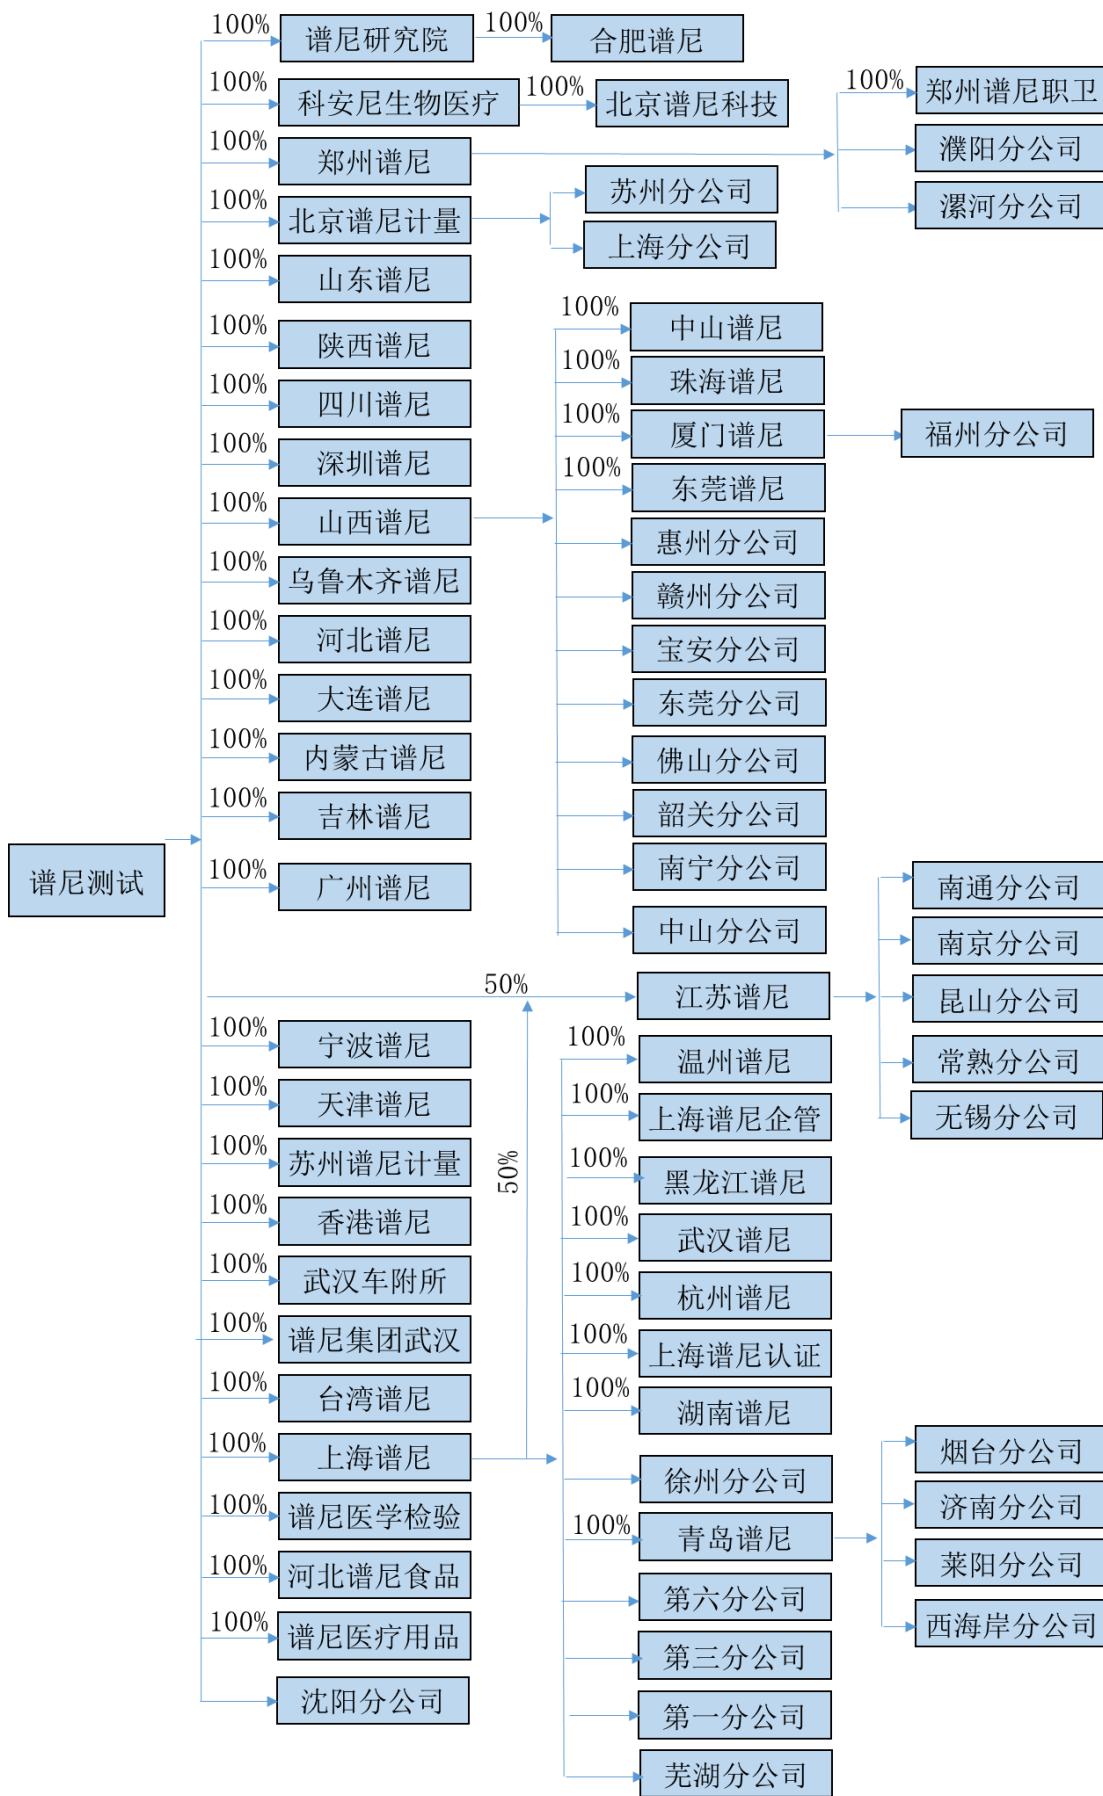 100%
谱尼研究院
100%
合肥谱尼
100%
科安尼生物医疗
100%
北京谱尼科技
100%
郑州谱尼职卫
100%
郑州谱尼
濮阳分公司
漯河分公司
100%
北京谱尼计量
苏州分公司
上海分公司
100%
山东谱尼
100%
陕西谱尼
100%
四川谱尼
100%
深圳谱尼
100%
山西谱尼
100%
乌鲁木齐谱尼
100%
河北谱尼
100%
大连谱尼
100%
内蒙古谱尼
100%
吉林谱尼
100%
广州谱尼
100%
中山谱尼
100%
珠海谱尼
100%
厦门谱尼
福州分公司
100%
东莞谱尼
惠州分公司
赣州分公司
宝安分公司
东莞分公司
佛山分公司
韶关分公司
南宁分公司
中山分公司
谱尼测试
50%
江苏谱尼
南通分公司
南京分公司
昆山分公司
常熟分公司
无锡分公司
100%
宁波谱尼
100%
天津谱尼
100%
苏州谱尼计量
100%
香港谱尼
100%
武汉车附所
100%
谱尼集团武汉
100%
台湾谱尼
100%
上海谱尼
100%
谱尼医学检验
100%
河北谱尼食品
100%
谱尼医疗用品
沈阳分公司
50%
100%
温州谱尼
100%
上海谱尼企管
100%
黑龙江谱尼
100%
武汉谱尼
100%
杭州谱尼
100%
上海谱尼认证
100%
湖南谱尼
徐州分公司
100%
青岛谱尼
第六分公司
第三分公司
第一分公司
芜湖分公司
烟台分公司
济南分公司
莱阳分公司
西海岸分公司